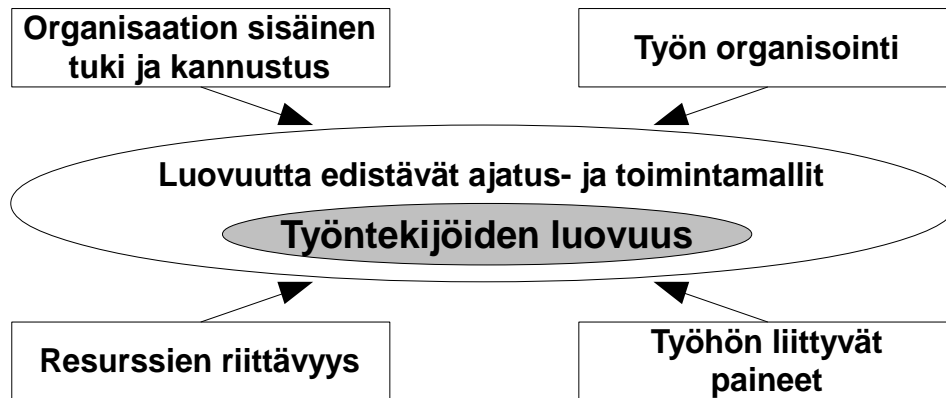 Organisaation sisäinen
tuki ja kannustus
Työn organisointi
Luovuutta edistävät ajatus- ja toimintamallit
Työntekijöiden luovuus
Resurssien riittävyys
Työhön liittyvät
paineet